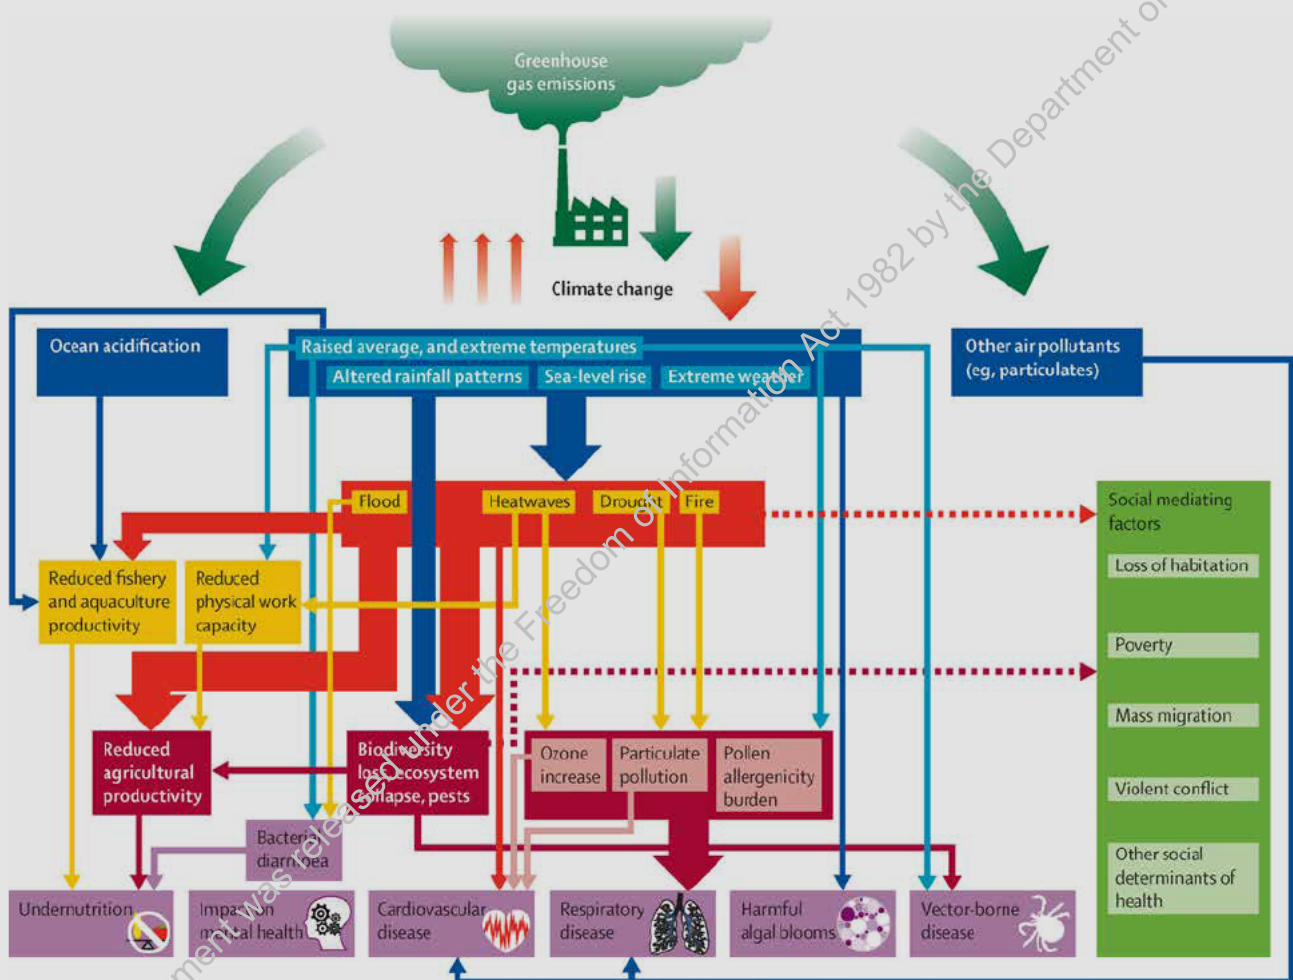 Greenhouse
gas emissions
Climate change
Ocean acidification
Raised average, and extreme temperatures
Altered rainfall patterns
Sea-level rise
Extreme weather
Other air pollutants
(eg, particulates)
Flood
Heatwaves
Drought
Fire
Social mediating
factors
Loss of habitation
Poverty
Mass migration
Violent conflict
Other social
determinants of
health
Reduced fishery
and aquaculture
productivity
Reduced
physical work
capacity
Reduced
agricultural
productivity
Biodiversity
loss, ecosystem
collapse, pests
Ozone
increase
Particulate
pollution
Pollen
allergenicity
burden
Bacterial
diarrhoea
Undernutrition
Impact on
mental health
Cardiovascular
disease
Respiratory
disease
Harmful
algal blooms
Vector-borne
disease
was released under the Freedom of Information Act 1982 by the Department